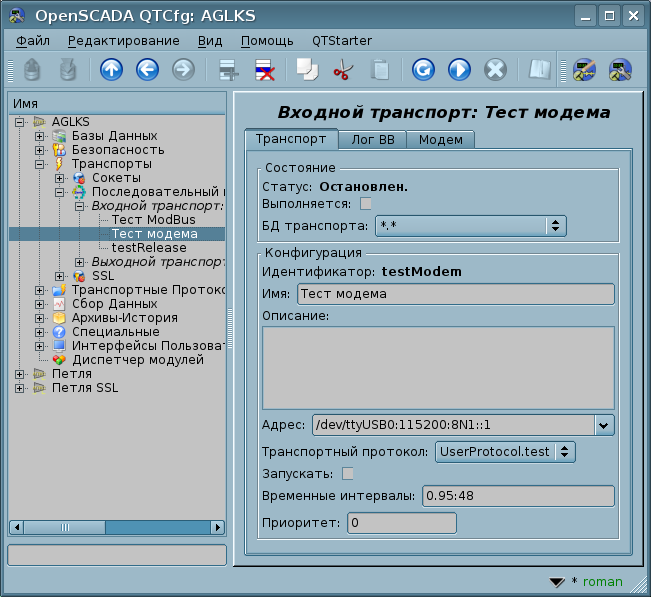 OpenSCADA QTCfg: AGLKS
Файл Редактирование Вид Помощь QTStarter
Имя
AGLKS
Базы Данных
Безопасность
Транспорты
Сокеты
Последовательный
Входной транспорт:
Тест ModBus
Тест модема
testRelease
Выходной транспорт
SSL
Транспортные Протоко
Сбор Данных
Архивы-История
Специальные
Интерфейсы Пользова
Диспетчер модулей
Петля
Петля SSL
Входной транспорт: Тест модема
Транспорт Лог ВВ Модем
Состояние
Статус: Остановлен.
Выполняется:
БД транспорта: *.*
Конфигурация
Идентификатор: testModem
Имя: Тест модема
Описание:
Адрес: /dev/ttyUSB0:115200:8N1::1
Транспортный протокол: UserProtocol.test
Запускать:
Временные интервалы: 0.95:48
Приоритет: 0
* roman